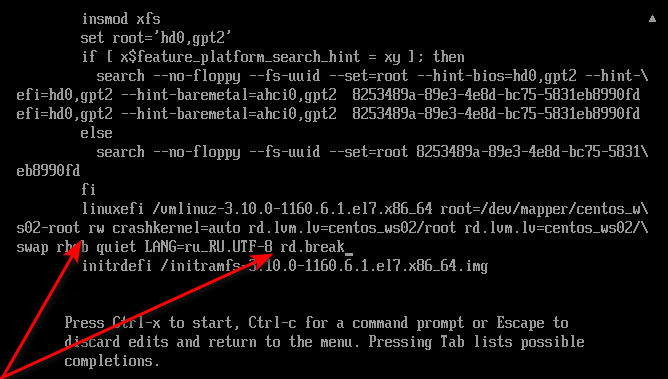 insmod xfs
set root='hd0,gpt2'
if [ x$feature_platform_search_hint = xy ]; then
search --no-floppy --fs-uuid --set=root --hint-bios=hd0,gpt2 --hint-\
efi=hd0,gpt2 --hint-baremetal=ahci0,gpt2  8253489a-89e3-4e8d-bc75-5831eb8990fd
efi=hd0,gpt2 --hint-baremetal=ahci0,gpt2  8253489a-89e3-4e8d-bc75-5831eb8990fd
else
search --no-floppy --fs-uuid --set=root 8253489a-89e3-4e8d-bc75-5831\
eb8990fd
fi
linuxefi /vmlinuz-3.10.0-1160.6.1.el7.x86_64 root=/dev/mapper/centos_w\
s02-root rw crashkernel=auto rd.lvm.lv=centos_ws02/root rd.lvm.lv=centos_ws02/\
swap rhgb quiet LANG=ru_RU.UTF-8 rd.break_
initrdefi /initramfs-3.10.0-1160.6.1.el7.x86_64.img
Press Ctrl-x to start, Ctrl-c for a command prompt or Escape to
discard edits and return to the menu. Pressing Tab lists possible
completions.